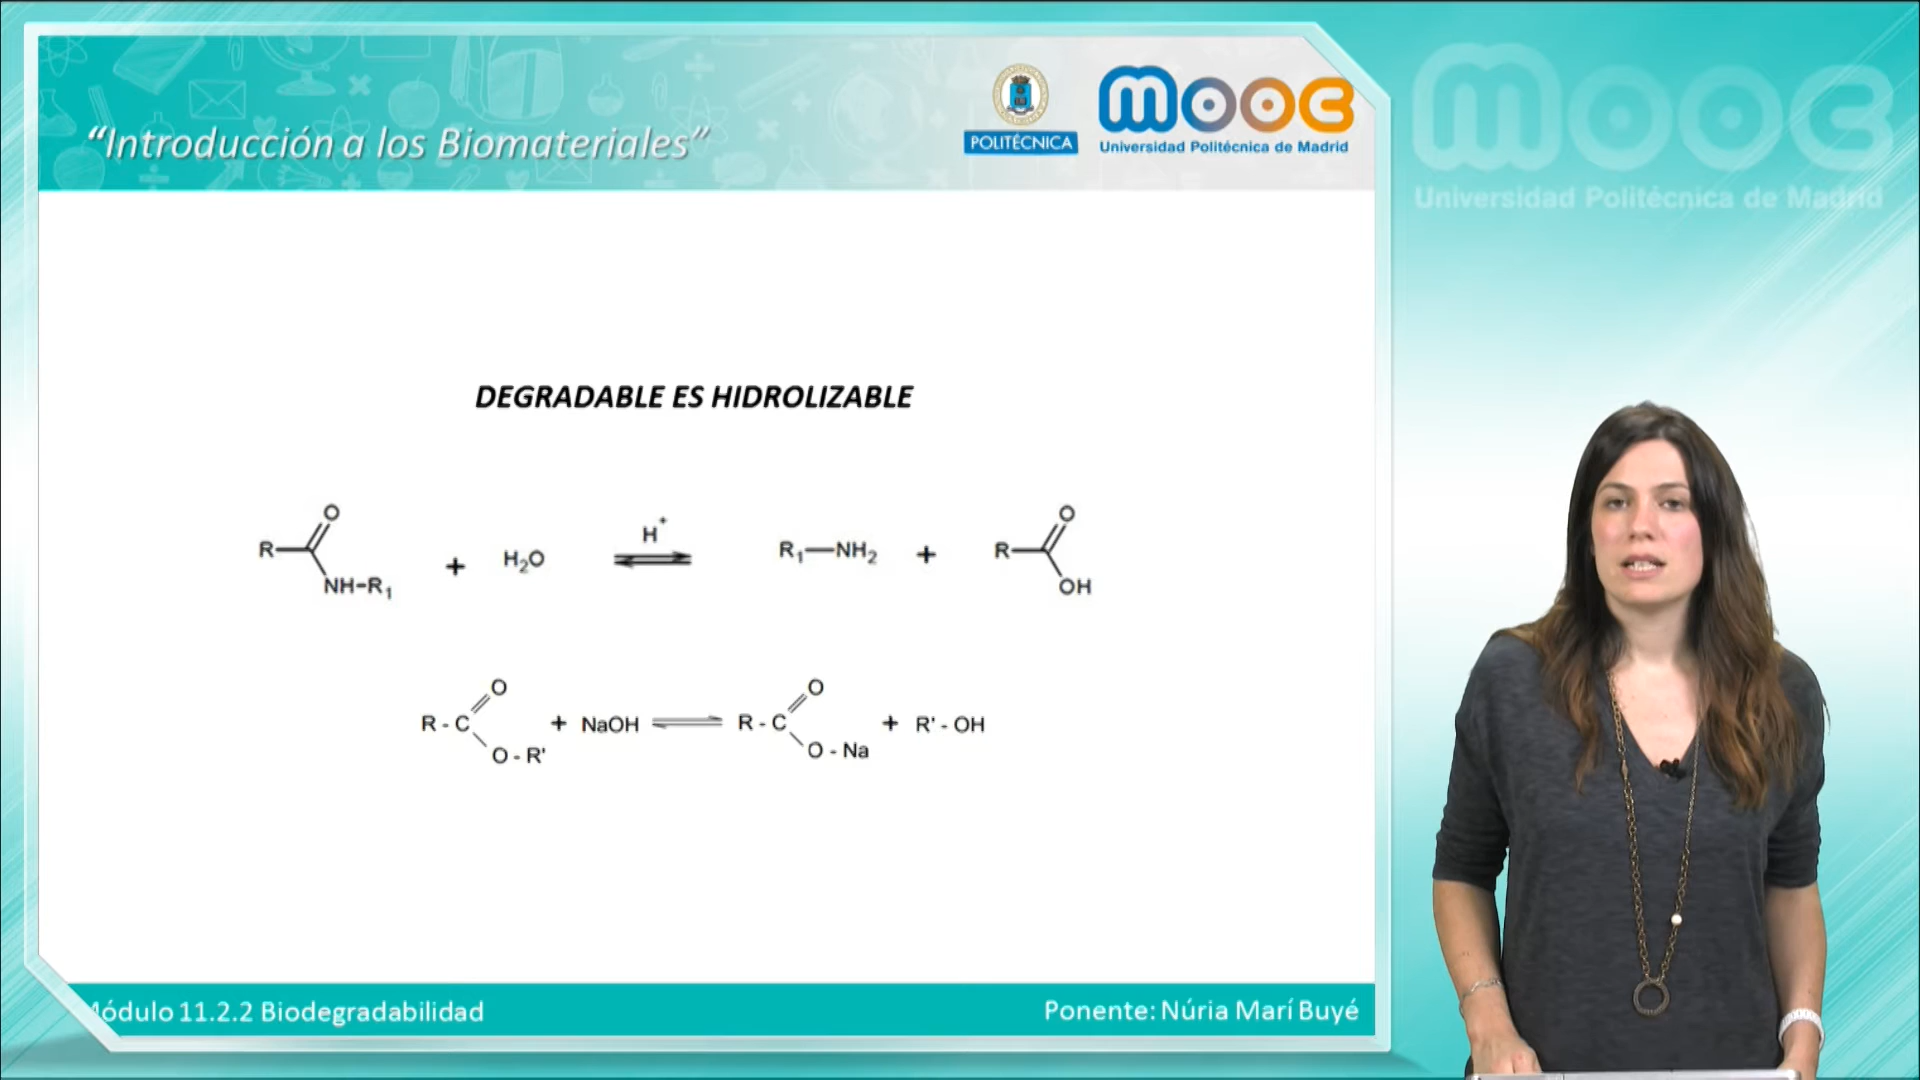 “Introducción a los Biomateriales”
POLITÉCNICA
mooc
Universidad Politécnica de Madrid
mooc
Universidad Politécnica de Madrid
DEGRADABLE ES HIDROLIZABLE
R O NH-R₁ + H₂O H⁺ R₁—NH₂ + R O OH
R - C O O - R' + NaOH R - C O O - Na + R' - OH
Módulo 11.2.2 Biodegradabilidad
Ponente: Núria Marí Buyé